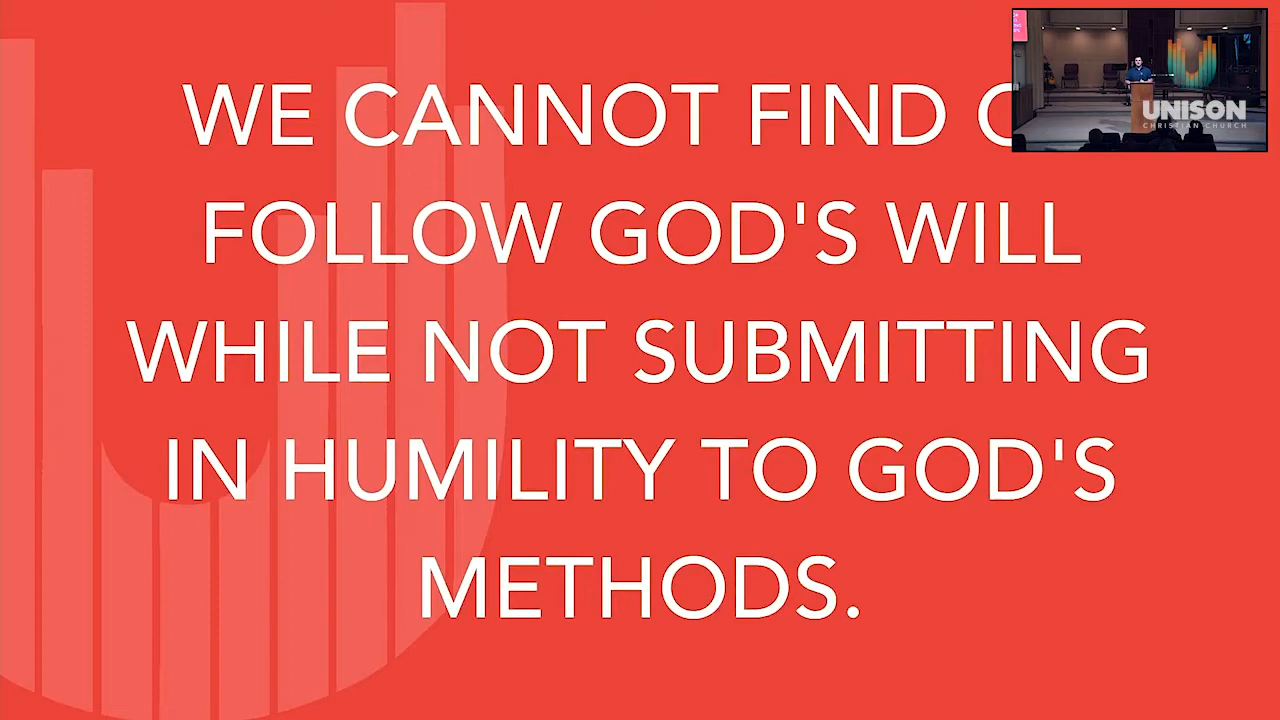 WE CANNOT FIND
FOLLOW GOD'S WILL
WHILE NOT SUBMITTING
IN HUMILITY TO GOD'S
METHODS.
UNISON
CHRISTIAN CHURCH